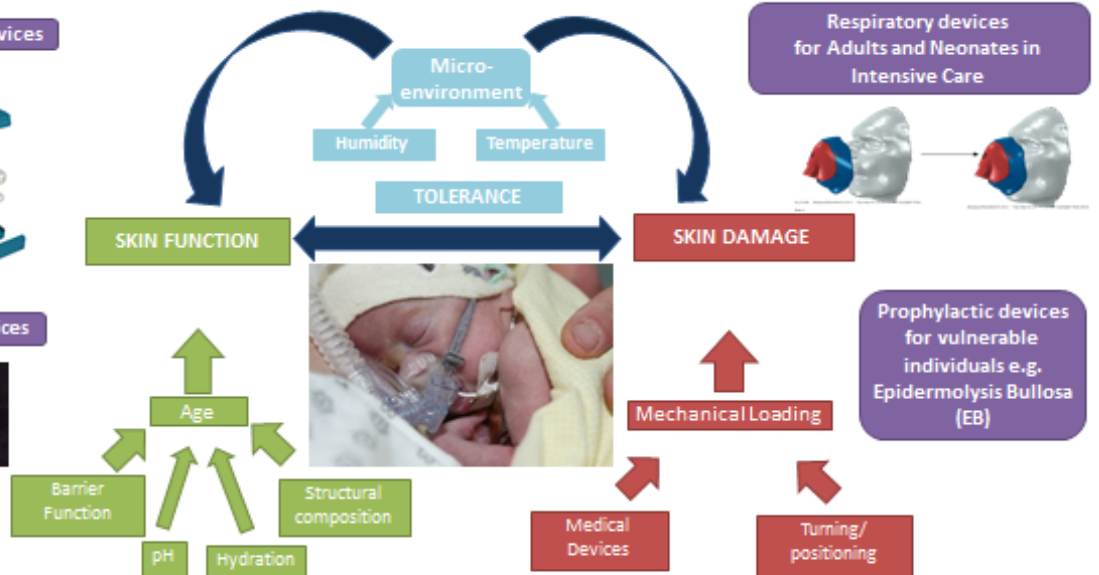 vices
Respiratory devices
for Adults and Neonates in
Intensive Care
Micro-
environment
Humidity
Temperature
TOLERANCE
SKIN FUNCTION
SKIN DAMAGE
ices
Prophylactic devices
for vulnerable
individuals e.g.
Epidermolysis Bullosa
(EB)
Age
Mechanical Loading
Barrier
Function
Structural
composition
pH
Hydration
Medical
Devices
Turning/
positioning